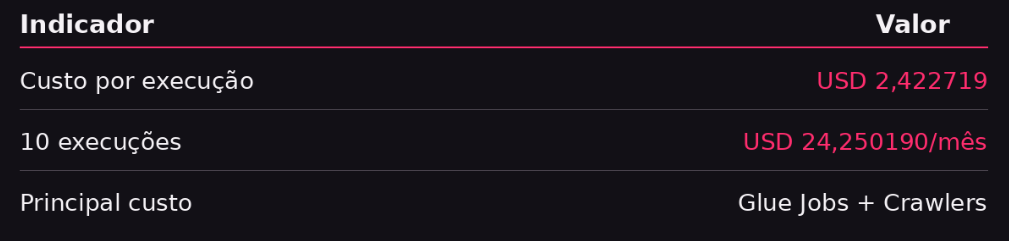 Indicador Valor
Custo por execução USD 2,422719
10 execuções USD 24,250190/mês
Principal custo Glue Jobs + Crawlers